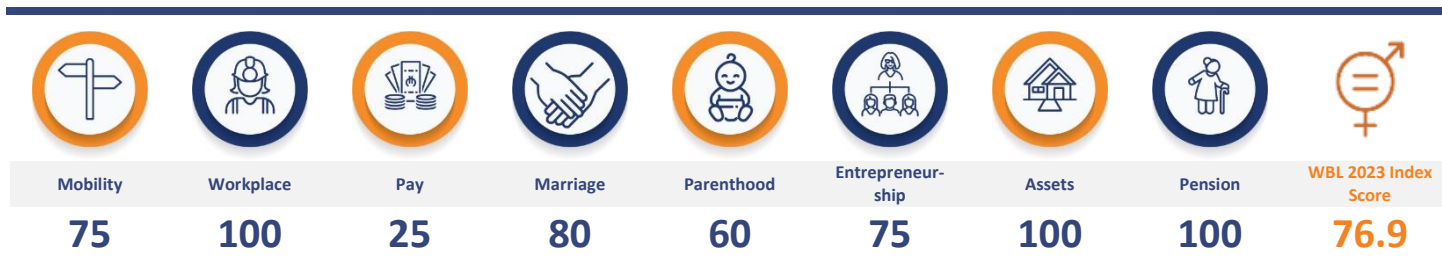 Mobility
Workplace
Pay
Marriage
Parenthood
Entrepreneur-
ship
Assets
Pension
WBL 2023 Index
Score
75
100
25
80
60
75
100
100
76.9